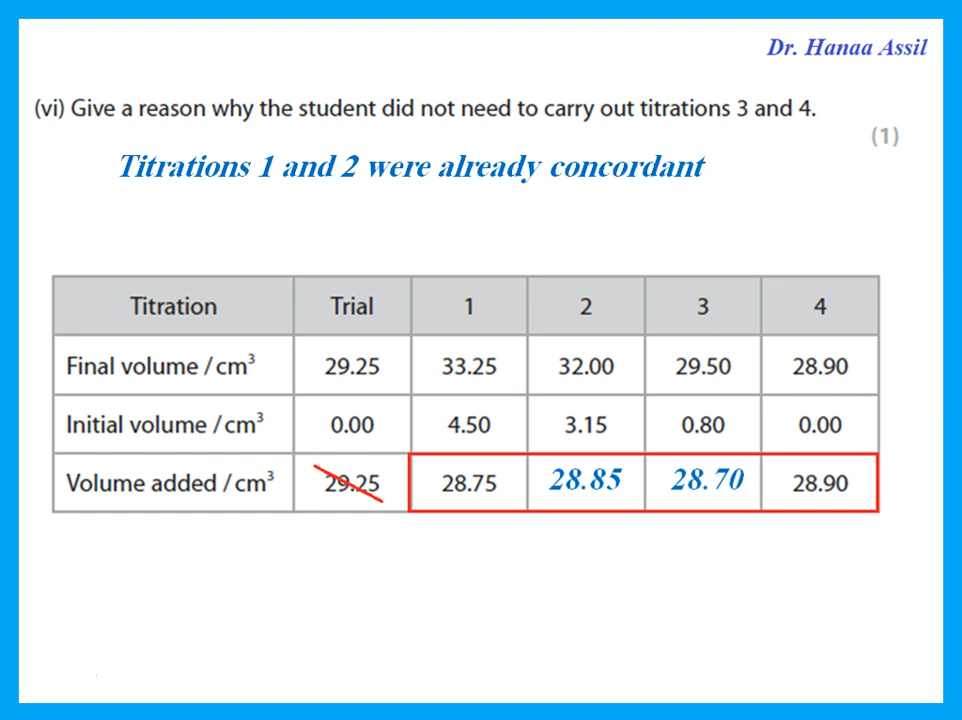 Dr. Hanaa Assil
(vi) Give a reason why the student did not need to carry out titrations 3 and 4.
(1)
Titrations 1 and 2 were already concordant
Titration Trial 1 2 3 4
Final volume / cm³ 29.25 33.25 32.00 29.50 28.90
Initial volume / cm³ 0.00 4.50 3.15 0.80 0.00
Volume added / cm³ 29.25 28.75 28.85 28.70 28.90